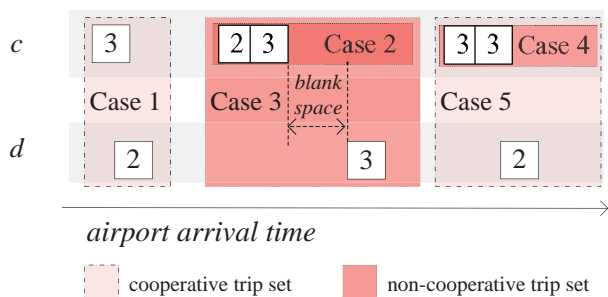 c 3 2 3 Case 2 3 3 Case 4
Case 1 Case 3 blank space Case 5
d 2 3 2
airport arrival time
cooperative trip set non-cooperative trip set